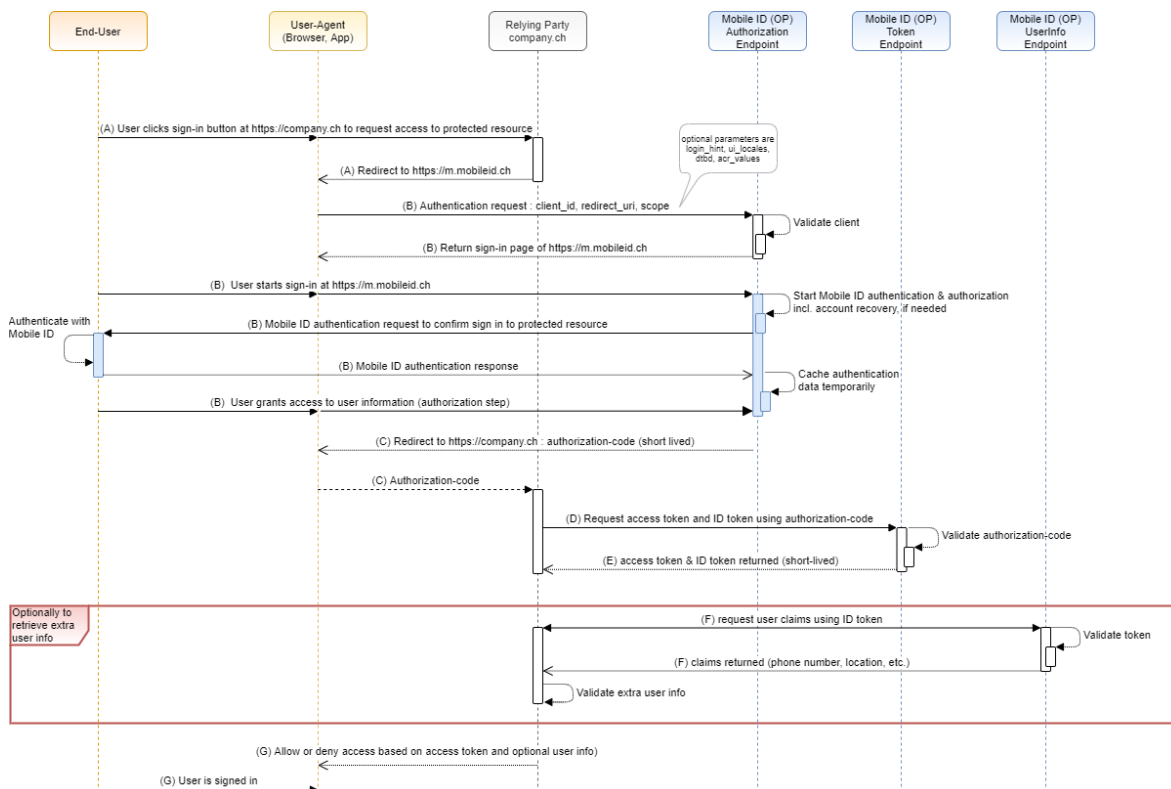 End-User
User-Agent
(Browser, App)
Relying Party
company.ch
Mobile ID (OP)
Authorization
Endpoint
Mobile ID (OP)
Token
Endpoint
Mobile ID (OP)
UserInfo
Endpoint
(A) User clicks sign-in button at https://company.ch to request access to protected resource
optional parameters are
login_hint, ui_locales,
dtbd, acr_values
(A) Redirect to https://m.mobileid.ch
(B) Authentication request : client_id, redirect_uri, scope
Validate client
(B) Return sign-in page of https://m.mobileid.ch
(B) User starts sign-in at https://m.mobileid.ch
Start Mobile ID authentication & authorization
incl. account recovery, if needed
Authenticate with
Mobile ID
(B) Mobile ID authentication request to confirm sign in to protected resource
(B) Mobile ID authentication response
Cache authentication
data temporarily
(B) User grants access to user information (authorization step)
(C) Redirect to https://company.ch : authorization-code (short lived)
(C) Authorization-code
(D) Request access token and ID token using authorization-code
Validate authorization-code
(E) access token & ID token returned (short-lived)
Optionally to
retrieve extra
user info
(F) request user claims using ID token
Validate token
(F) claims returned (phone number, location, etc.)
Validate extra user info
(G) Allow or deny access based on access token and optional user info)
(G) User is signed in